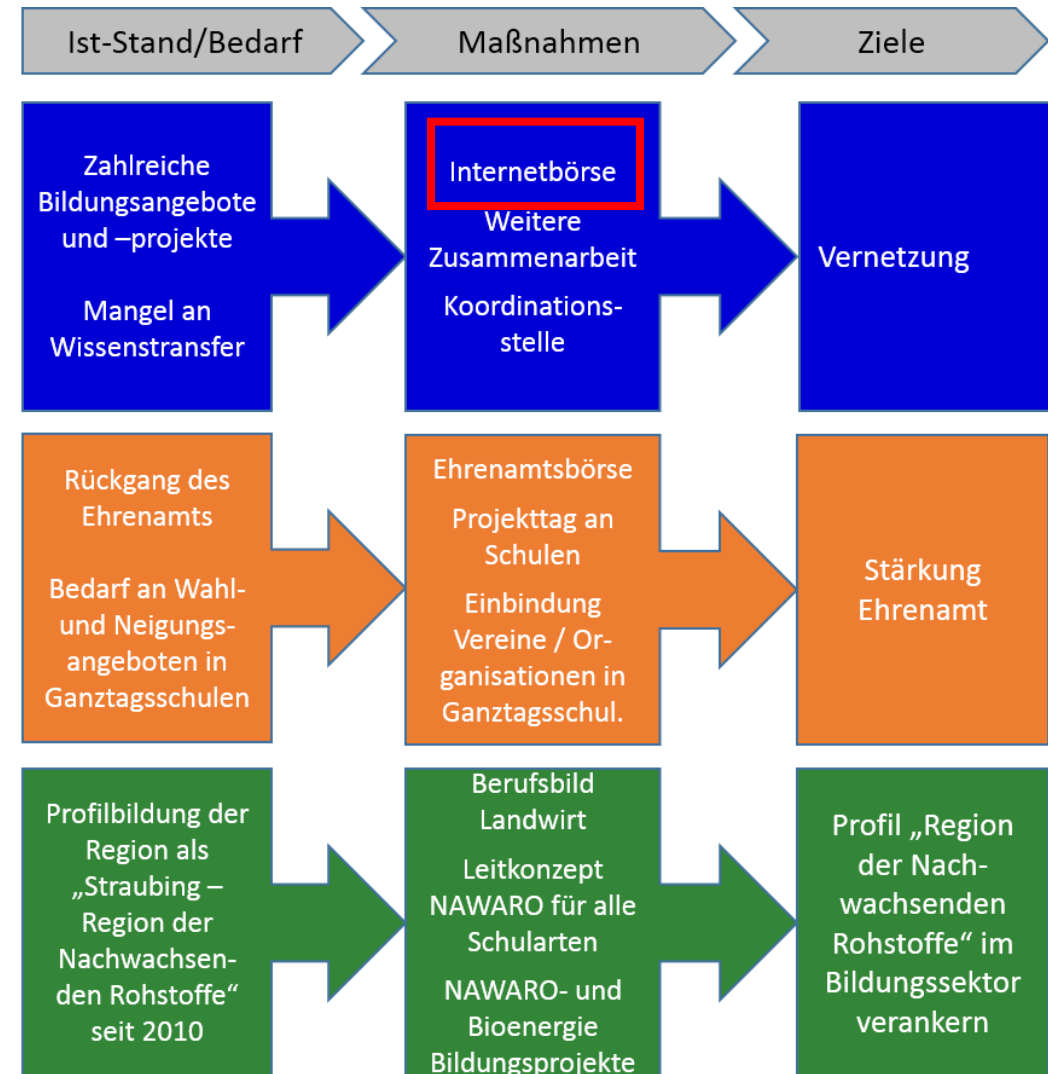 Ist-Stand/Bedarf
Maßnahmen
Ziele
Zahlreiche
Bildungsangebote
und –projekte
Mangel an
Wissenstransfer
Internetbörse
Weitere
Zusammenarbeit
Koordinations-
stelle
Vernetzung
Rückgang des
Ehrenamts
Bedarf an Wahl-
und Neigungs-
angeboten in
Ganztagsschulen
Ehrenamtsbörse
Projekttag an
Schulen
Einbindung
Vereine / Or-
ganisationen in
Ganztagsschul.
Stärkung
Ehrenamt
Profilbildung der
Region als
„Straubing –
Region der
Nachwachsen-
den Rohstoffe“
seit 2010
Berufsbild
Landwirt
Leitkonzept
NAWARO für alle
Schularten
NAWARO- und
Bioenergie
Bildungsprojekte
Profil „Region
der Nach-
wachsenden
Rohstoffe“ im
Bildungssektor
verankern